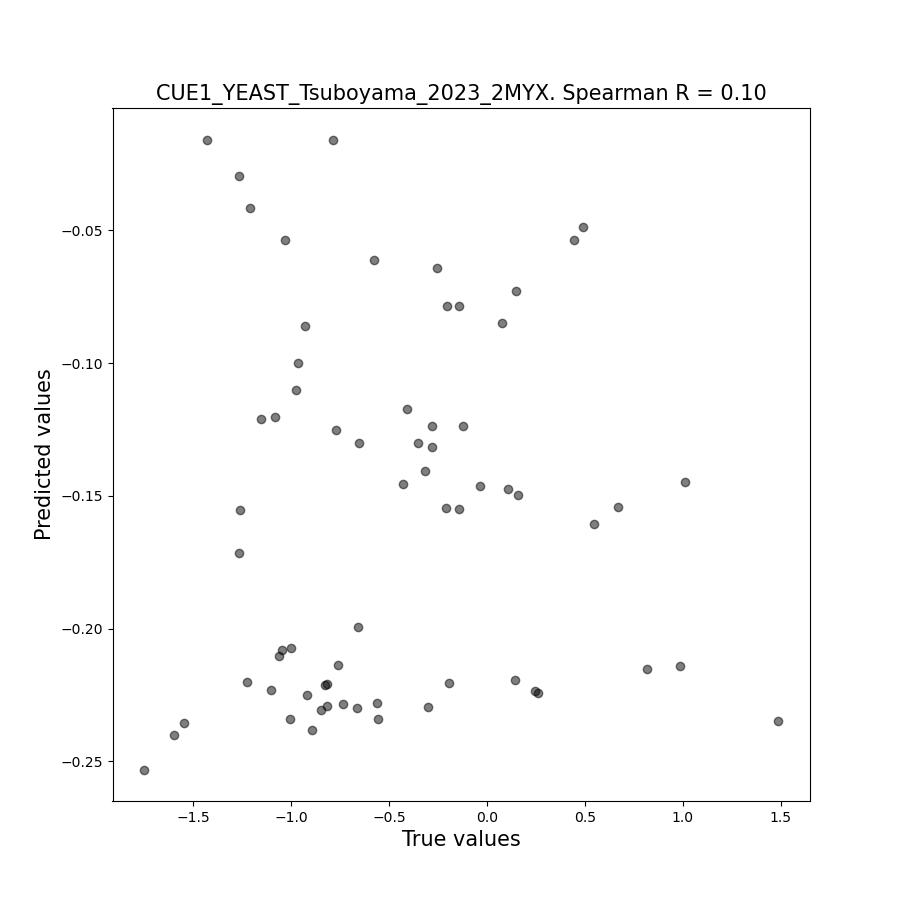 CUE1_YEAST_Tsuboyama_2023_2MYX. Spearman R = 0.10
Predicted values
−0.05
−0.10
−0.15
−0.20
−0.25
−1.5 −1.0 −0.5 0.0 0.5 1.0 1.5
True values